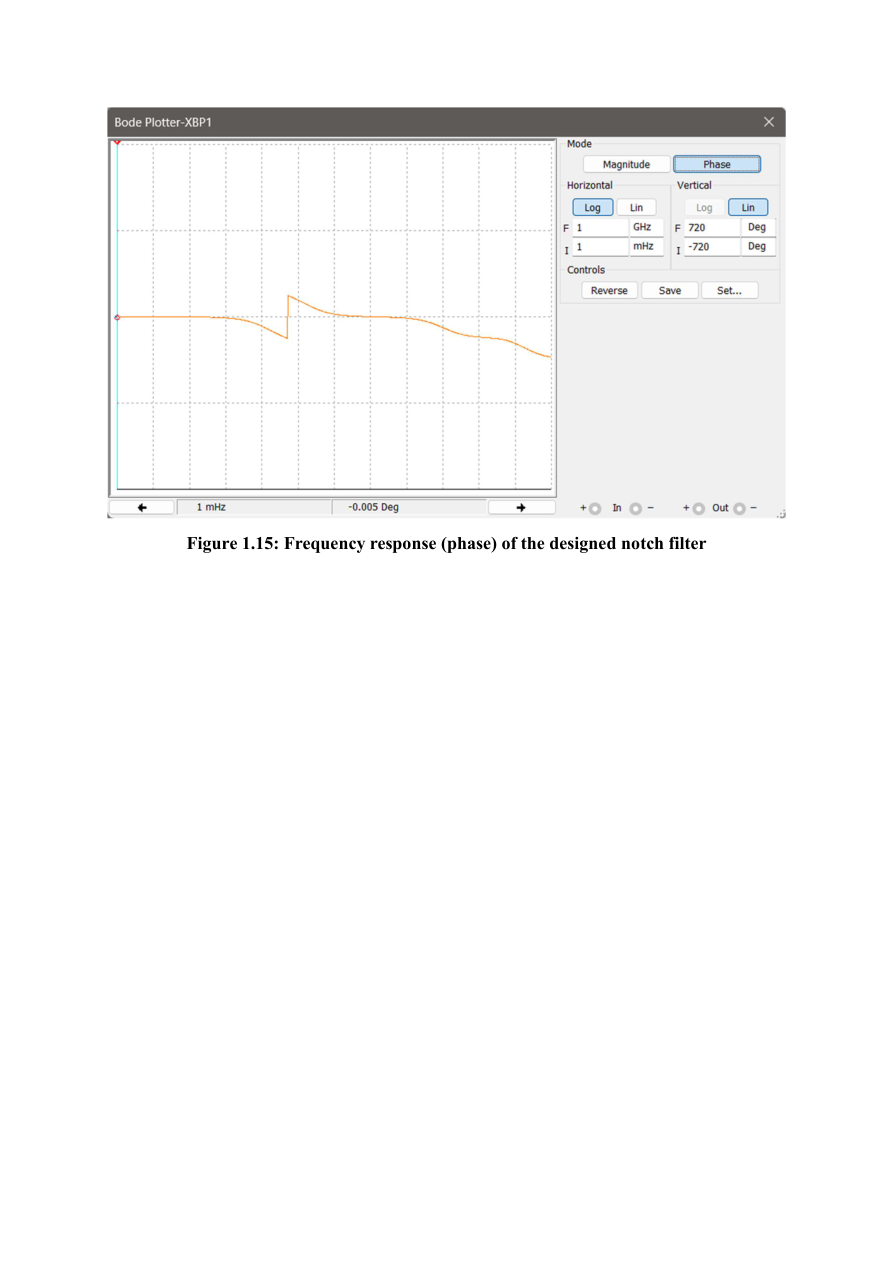 Bode Plotter-XBP1
Mode
Magnitude Phase
Horizontal Vertical
Log Lin Log Lin
F 1 GHz F 720 Deg
I 1 mHz I -720 Deg
Controls
Reverse Save Set...
1 mHz -0.005 Deg + In − + Out −
Figure 1.15: Frequency response (phase) of the designed notch filter